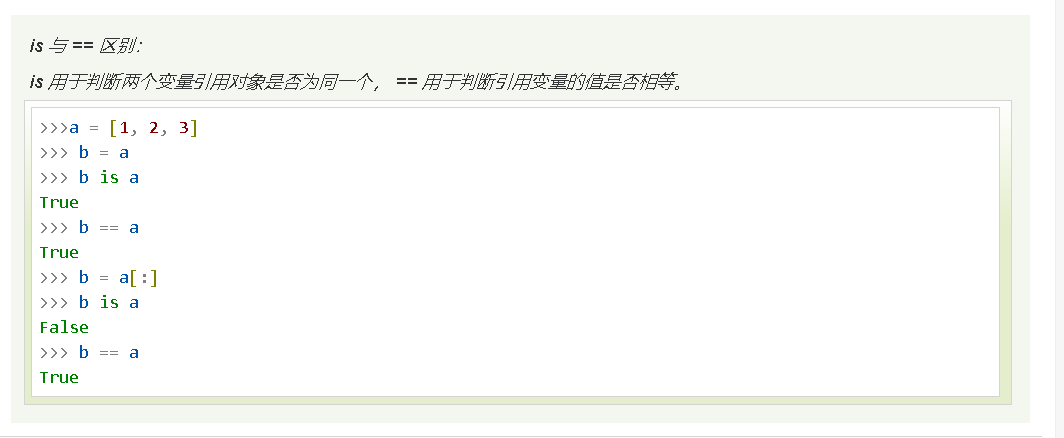 is 与 == 区别：
is 用于判断两个变量引用对象是否为同一个， == 用于判断引用变量的值是否相等。
>>>a = [1, 2, 3]
>>> b = a
>>> b is a
True
>>> b == a
True
>>> b = a[:]
>>> b is a
False
>>> b == a
True